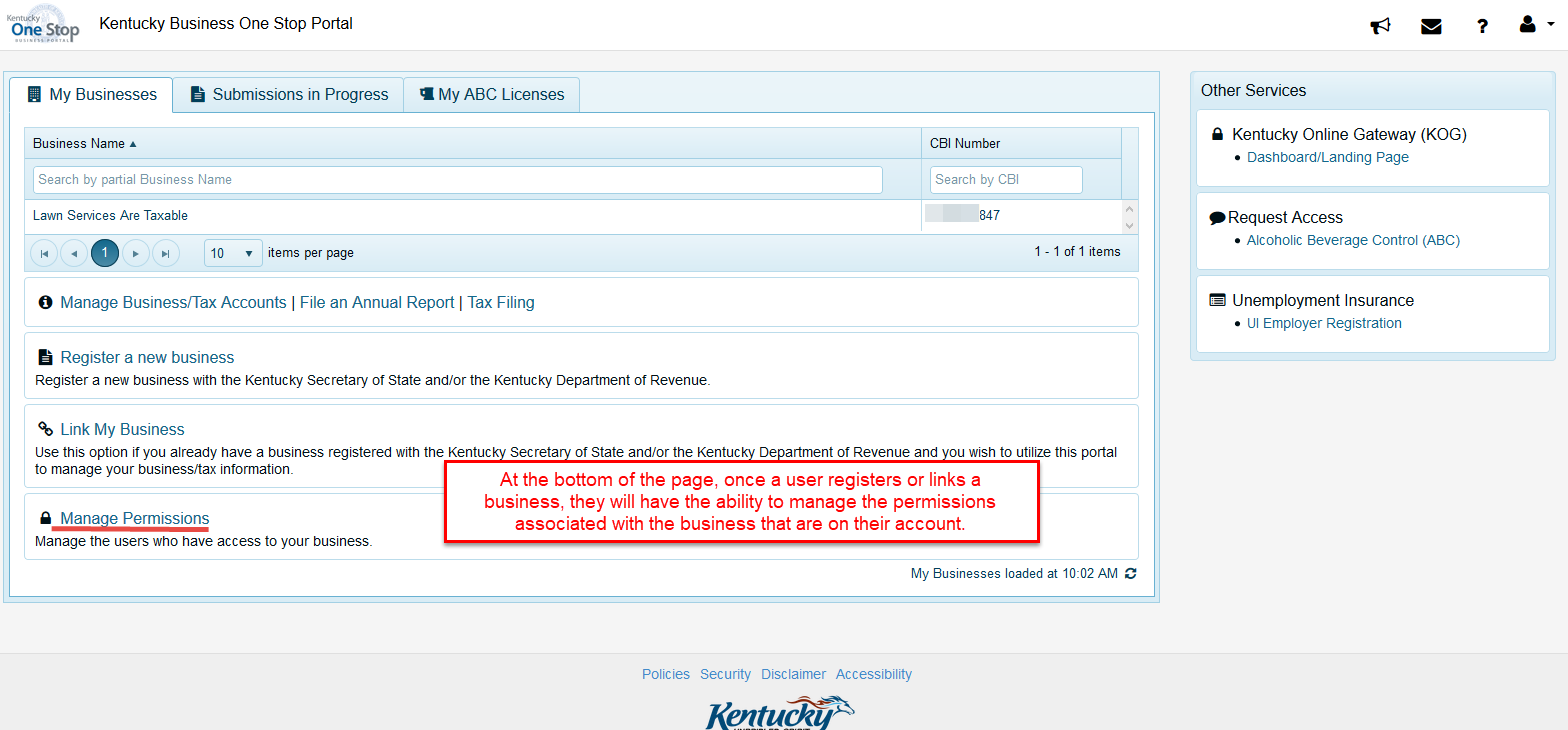 Kentucky
One Stop
BUSINESS PORTAL
Kentucky Business One Stop Portal
My Businesses
Submissions in Progress
My ABC Licenses
Business Name
CBI Number
Search by partial Business Name
Search by CBI
Lawn Services Are Taxable
847
1
10
items per page
1 - 1 of 1 items
Manage Business/Tax Accounts | File an Annual Report | Tax Filing
Register a new business
Register a new business with the Kentucky Secretary of State and/or the Kentucky Department of Revenue.
Link My Business
Use this option if you already have a business registered with the Kentucky Secretary of State and/or the Kentucky Department of Revenue and you wish to utilize this portal
to manage your business/tax information.
At the bottom of the page, once a user registers or links a
business, they will have the ability to manage the permissions
associated with the business that are on their account.
Manage Permissions
Manage the users who have access to your business.
My Businesses loaded at 10:02 AM
Other Services
Kentucky Online Gateway (KOG)
Dashboard/Landing Page
Request Access
Alcoholic Beverage Control (ABC)
Unemployment Insurance
UI Employer Registration
Policies Security Disclaimer Accessibility
Kentucky